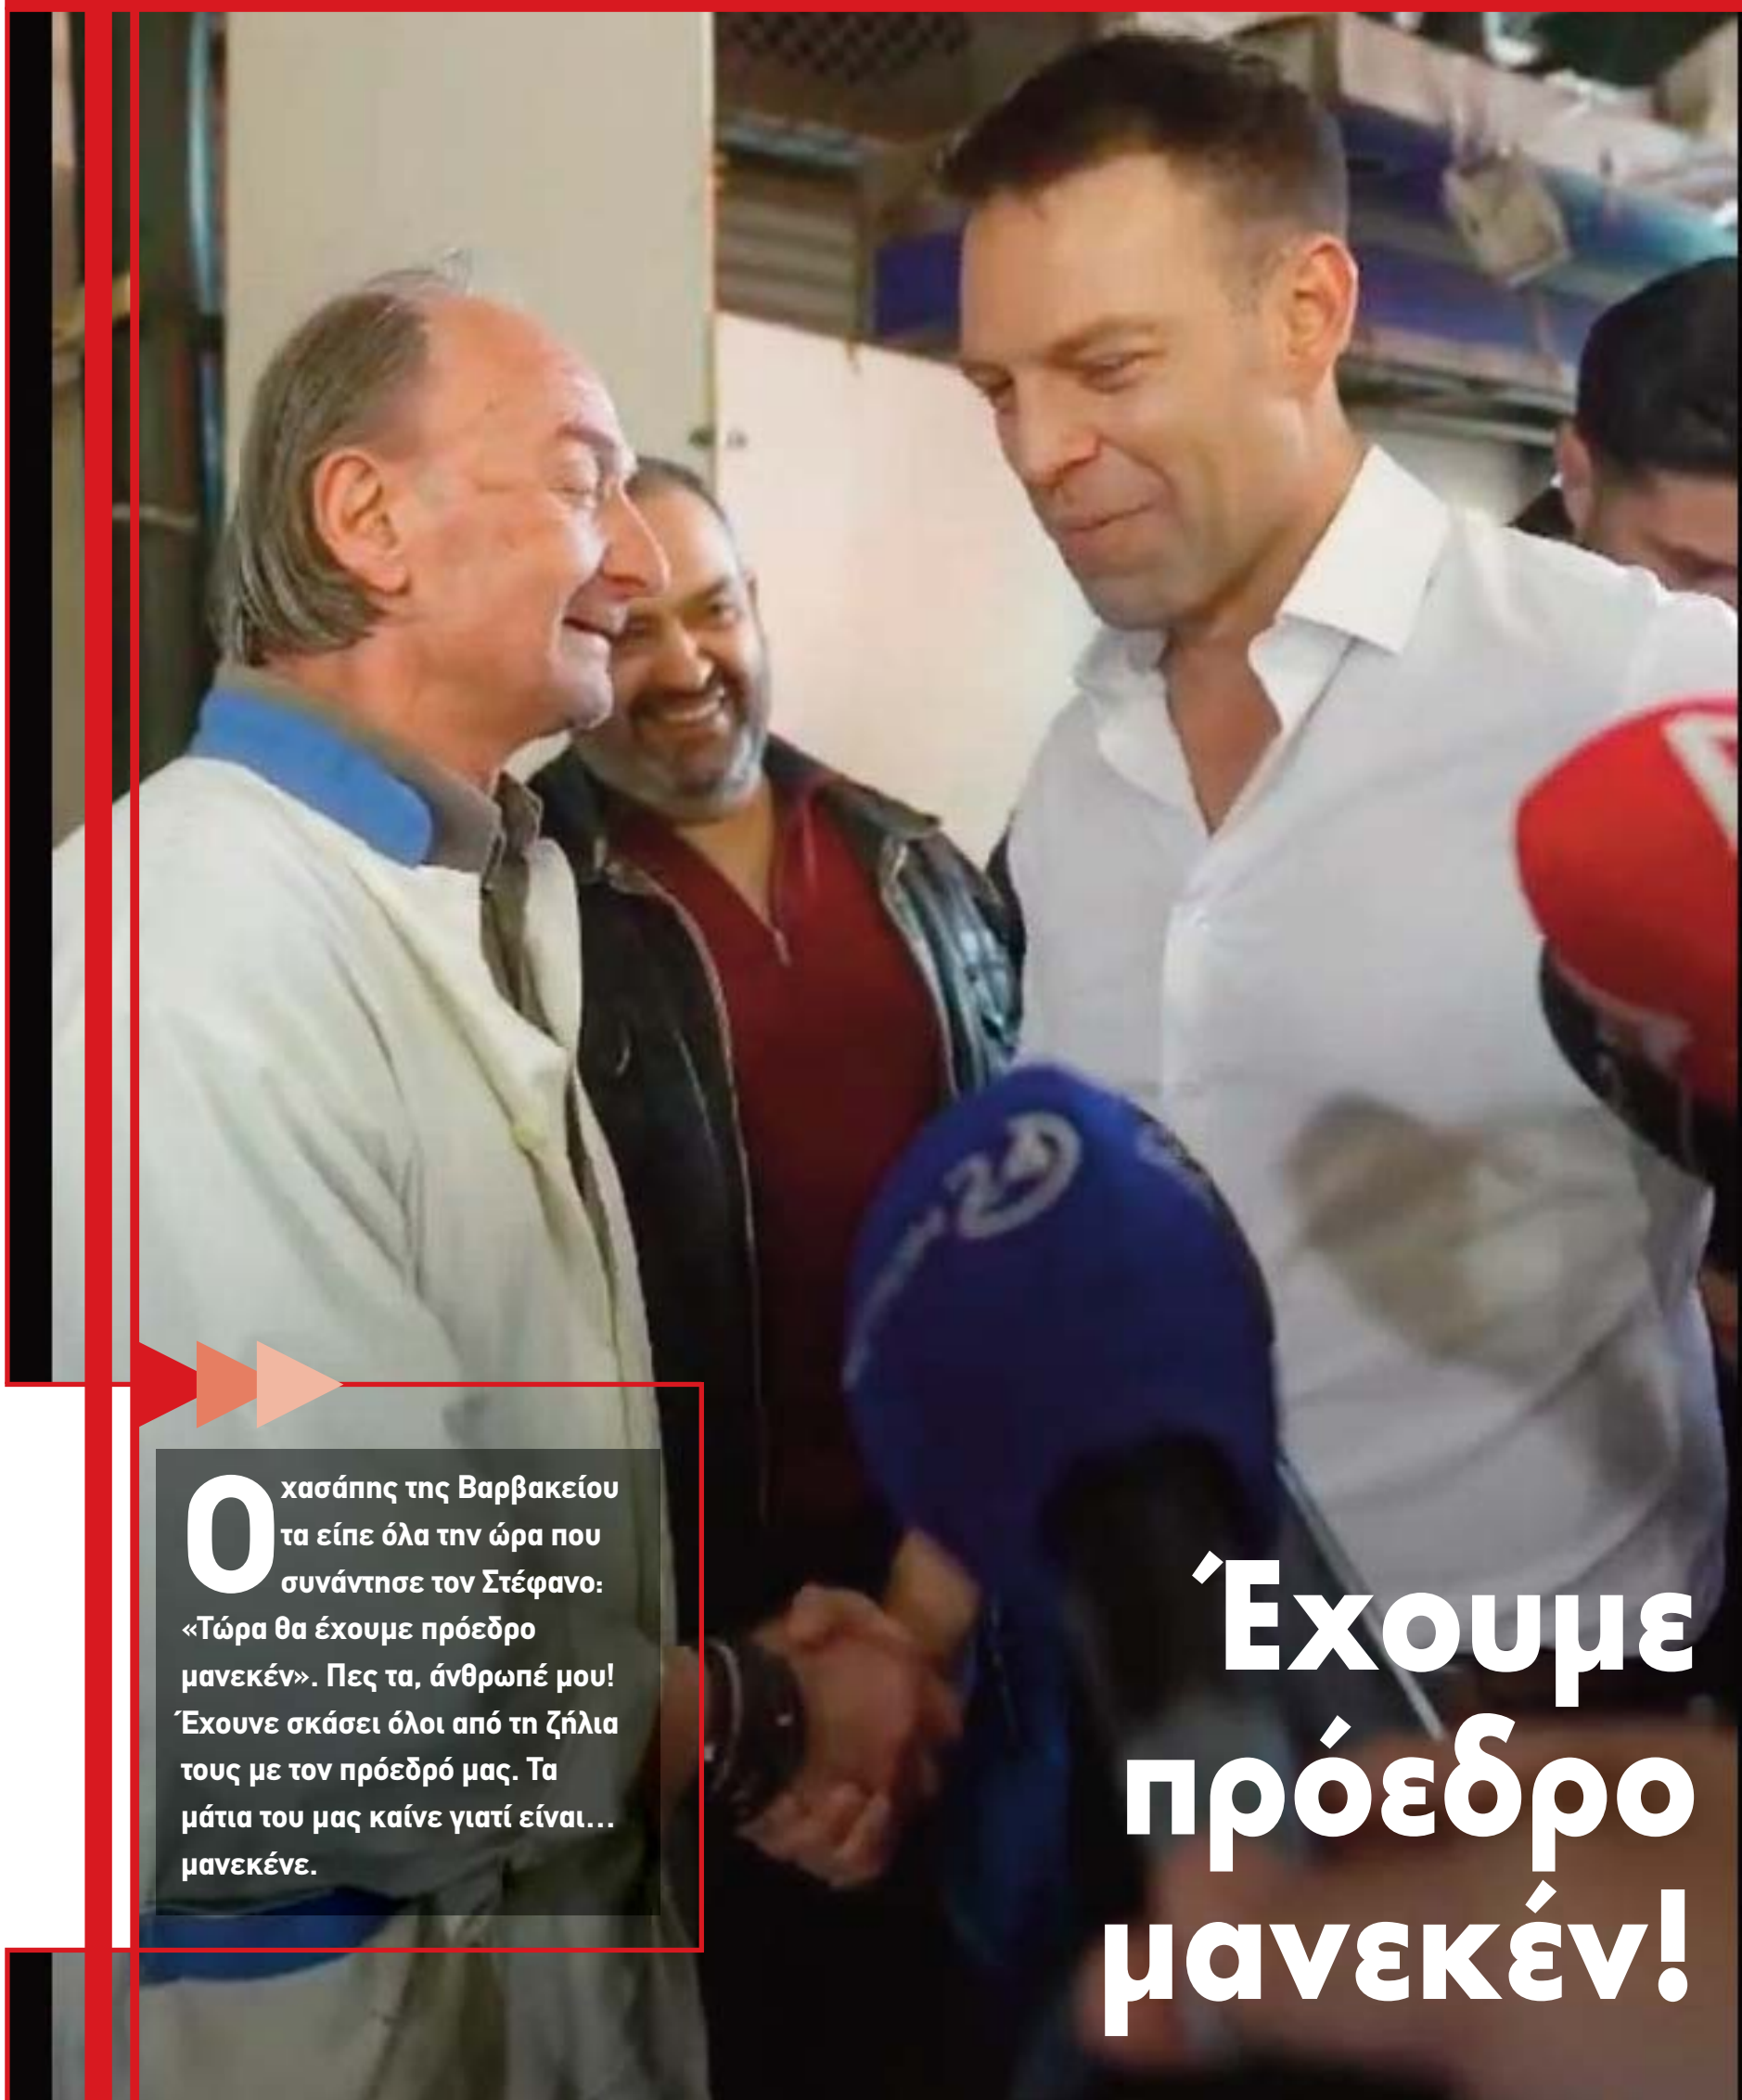 Ο χασάπης της Βαρβακείου
τα είπε όλα την ώρα που
συνάντησε τον Στέφανο:
«Τώρα θα έχουμε πρόεδρο
μανεκέν». Πες τα, άνθρωπέ μου!
Έχουνε σκάσει όλοι από τη ζήλια
τους με τον πρόεδρό μας. Τα
μάτια του μας καίνε γιατί είναι...
μανεκένε.
Έχουμε
πρόεδρο
μανεκέν!